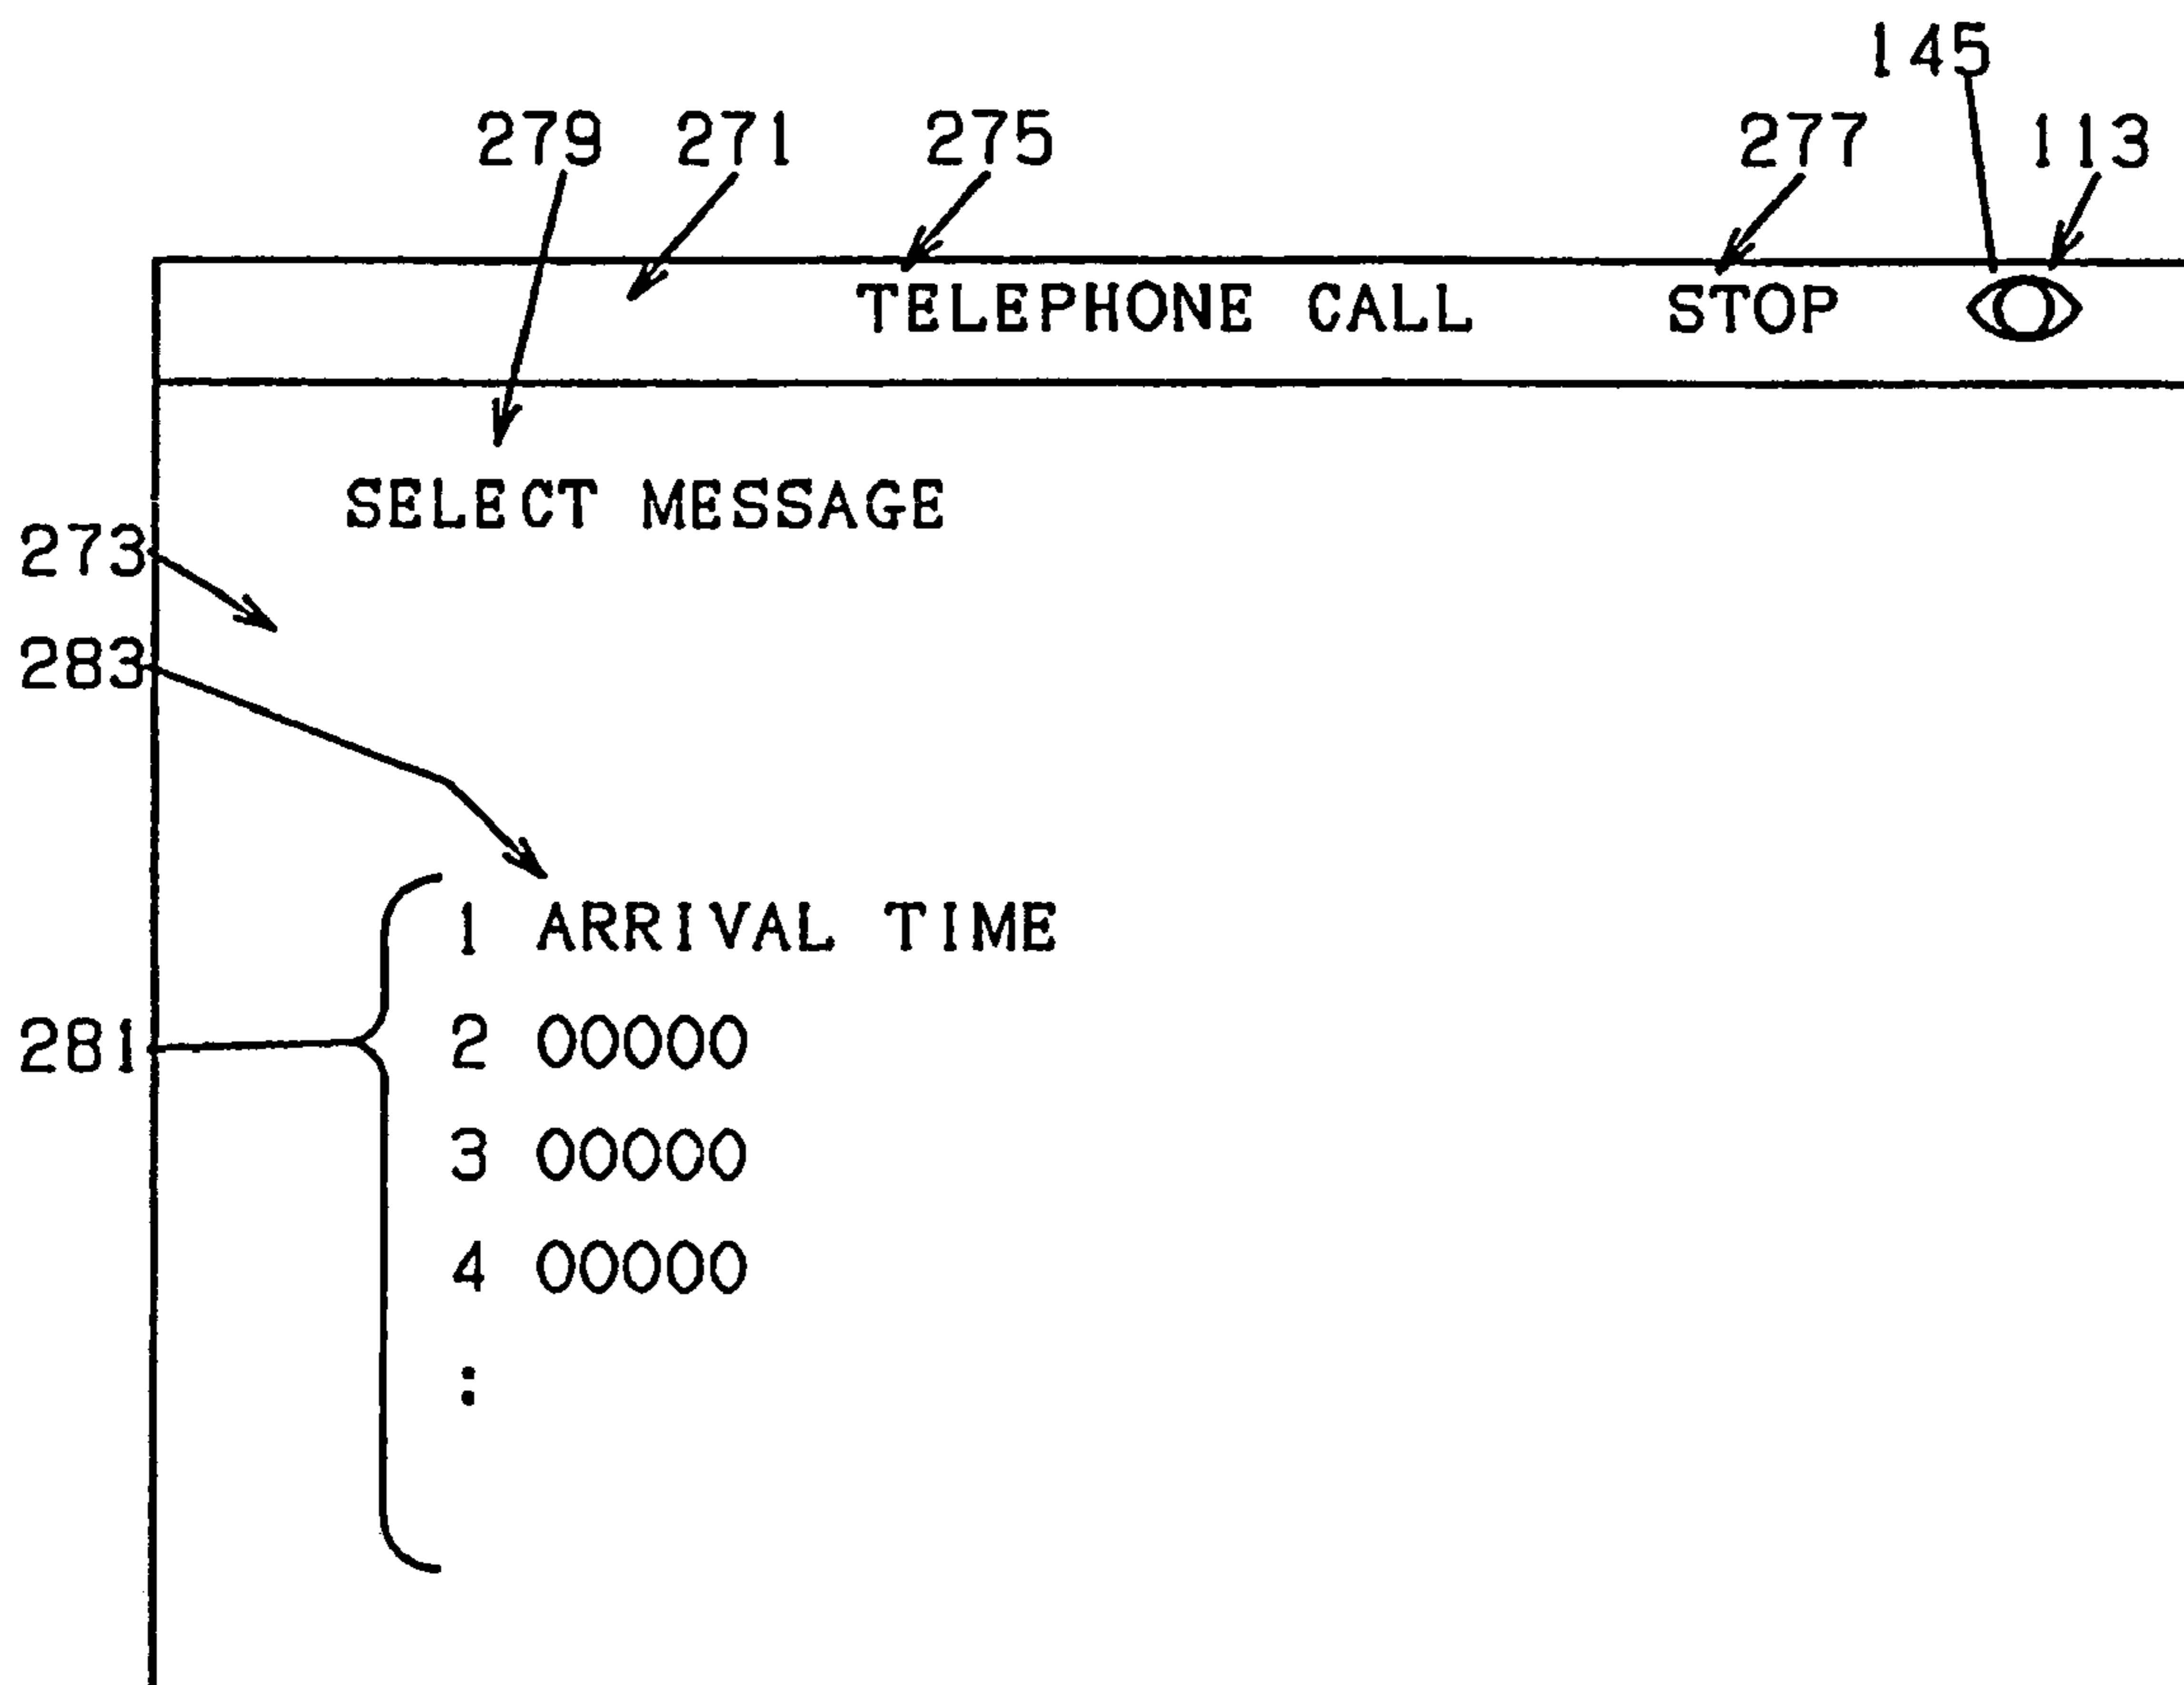 145
279 271 275 277 113
TELEPHONE CALL STOP
SELECT MESSAGE
273
283
1 ARRIVAL TIME
281 2 00000
3 00000
4 00000
: